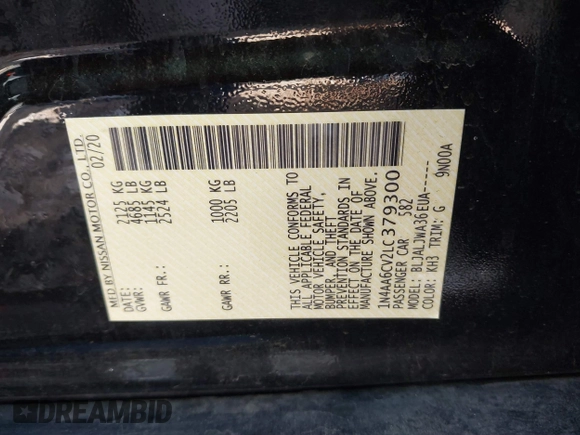 MFD BY NISSAN MOTOR CO., LTD.
DATE: 02/20
GVWR: 2125 KG
4685 LB
GAWR FR.: 1145 KG
2524 LB
GAWR RR.: 1000 KG
2205 LB
THIS VEHICLE CONFORMS TO
ALL APPLICABLE FEDERAL
MOTOR VEHICLE SAFETY,
BUMPER, AND THEFT
PREVENTION STANDARDS IN
EFFECT ON THE DATE OF
MANUFACTURE SHOWN ABOVE.
1N4AA6CV2LC379300
PASSENGER CAR 582
MODEL: BLJALJWA36EUA-----
COLOR: KH3 TRIM: G 9N00A
DREAMBID